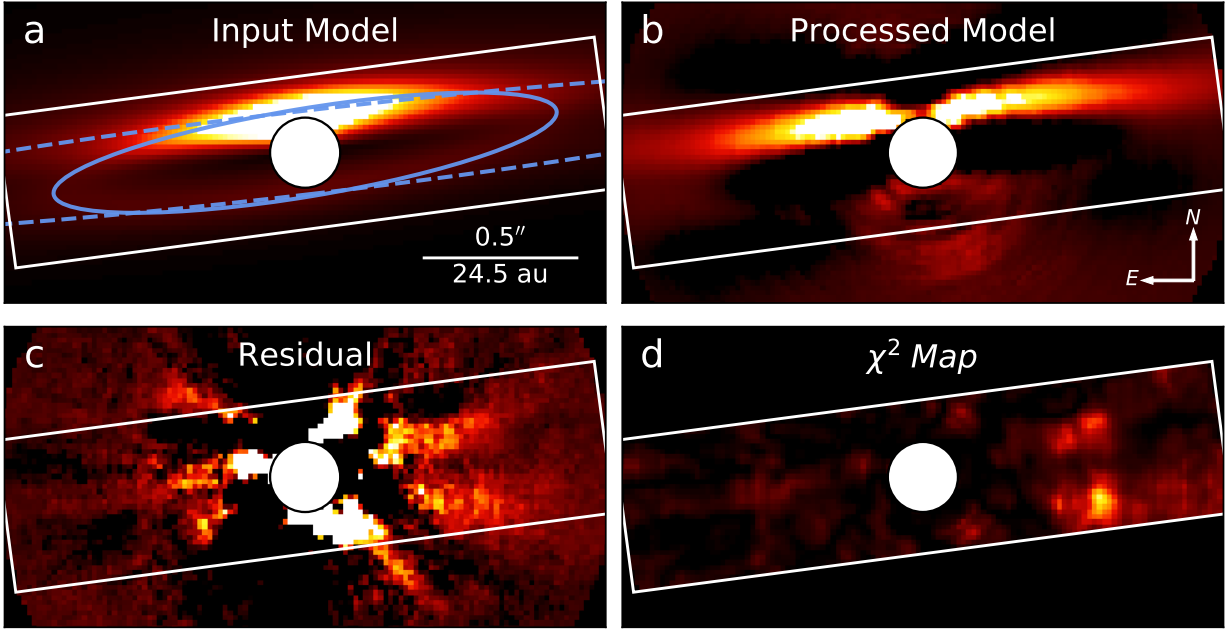 a Input Model
0.5″
24.5 au
b Processed Model
N
E
c Residual
d χ² Map